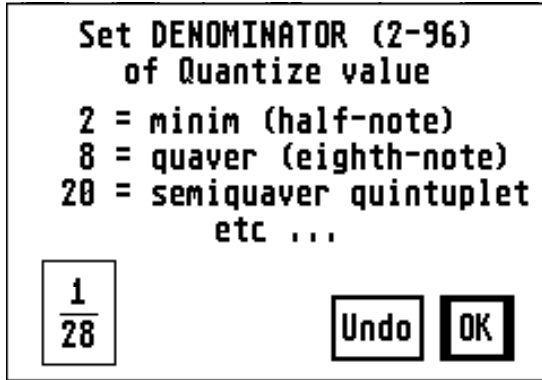 Set DENOMINATOR (2-96)
of Quantize value
2 = minim (half-note)
8 = quaver (eighth-note)
20 = semiquaver quintuplet
etc ...
1
28
Undo OK